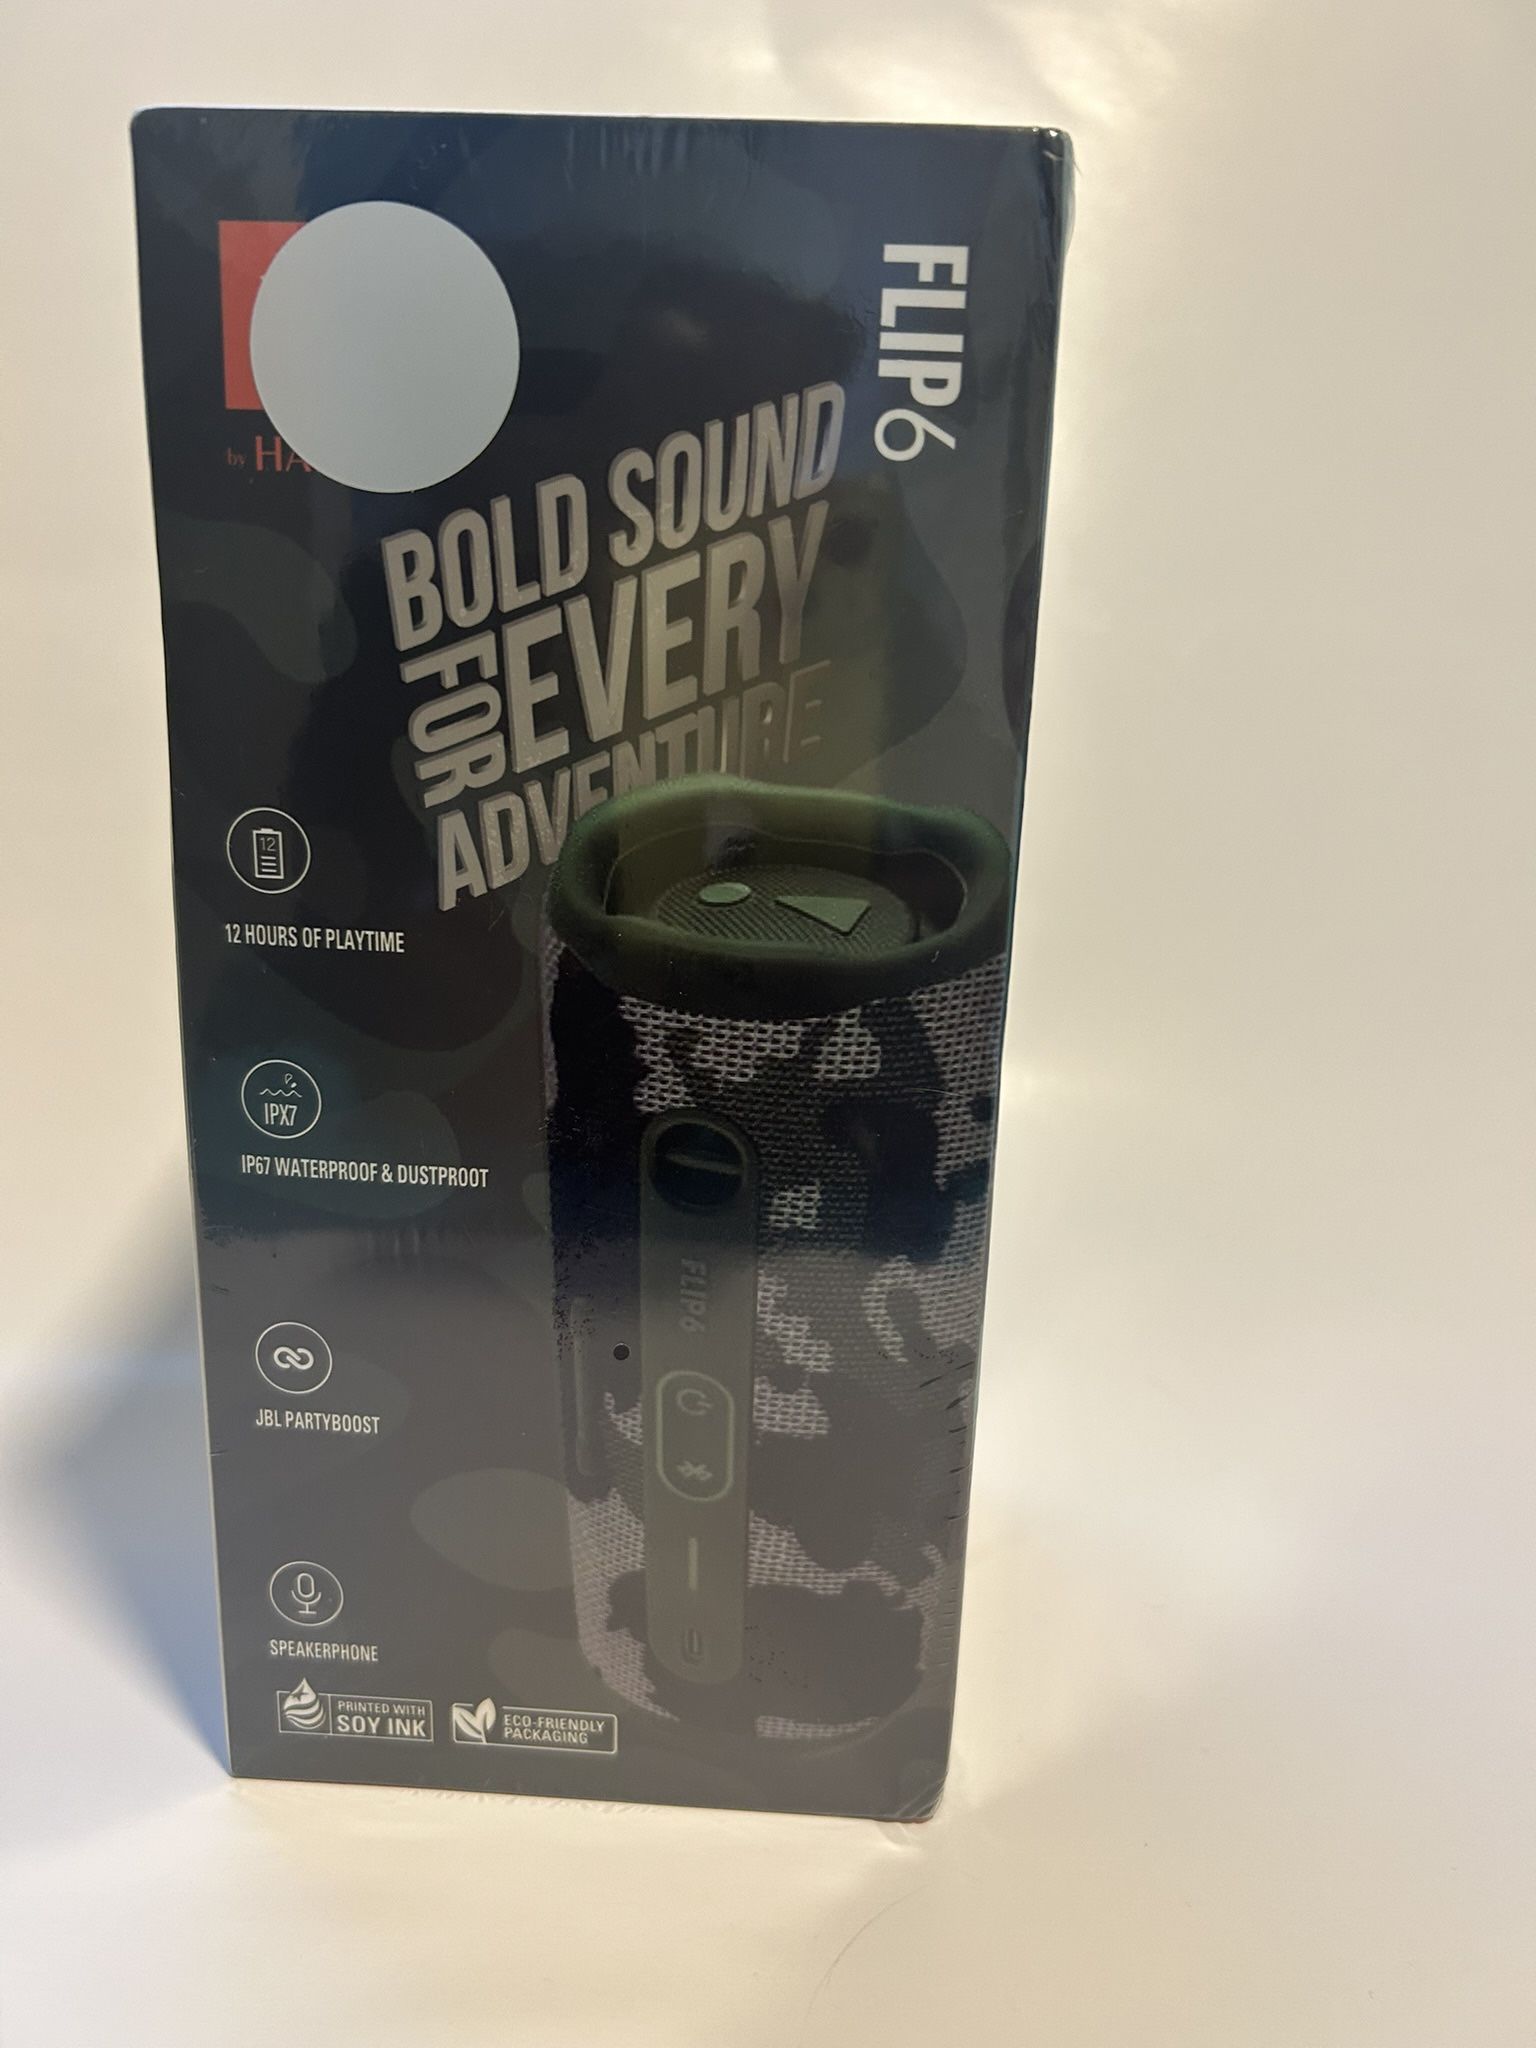 by HA
FLIP6
BOLD SOUND
FOR EVERY
ADVENTURE
12
12 HOURS OF PLAYTIME
IPX7
IP67 WATERPROOF & DUSTPROOT
FLIP6
JBL PARTYBOOST
SPEAKERPHONE
PRINTED WITH
SOY INK
ECO-FRIENDLY
PACKAGING